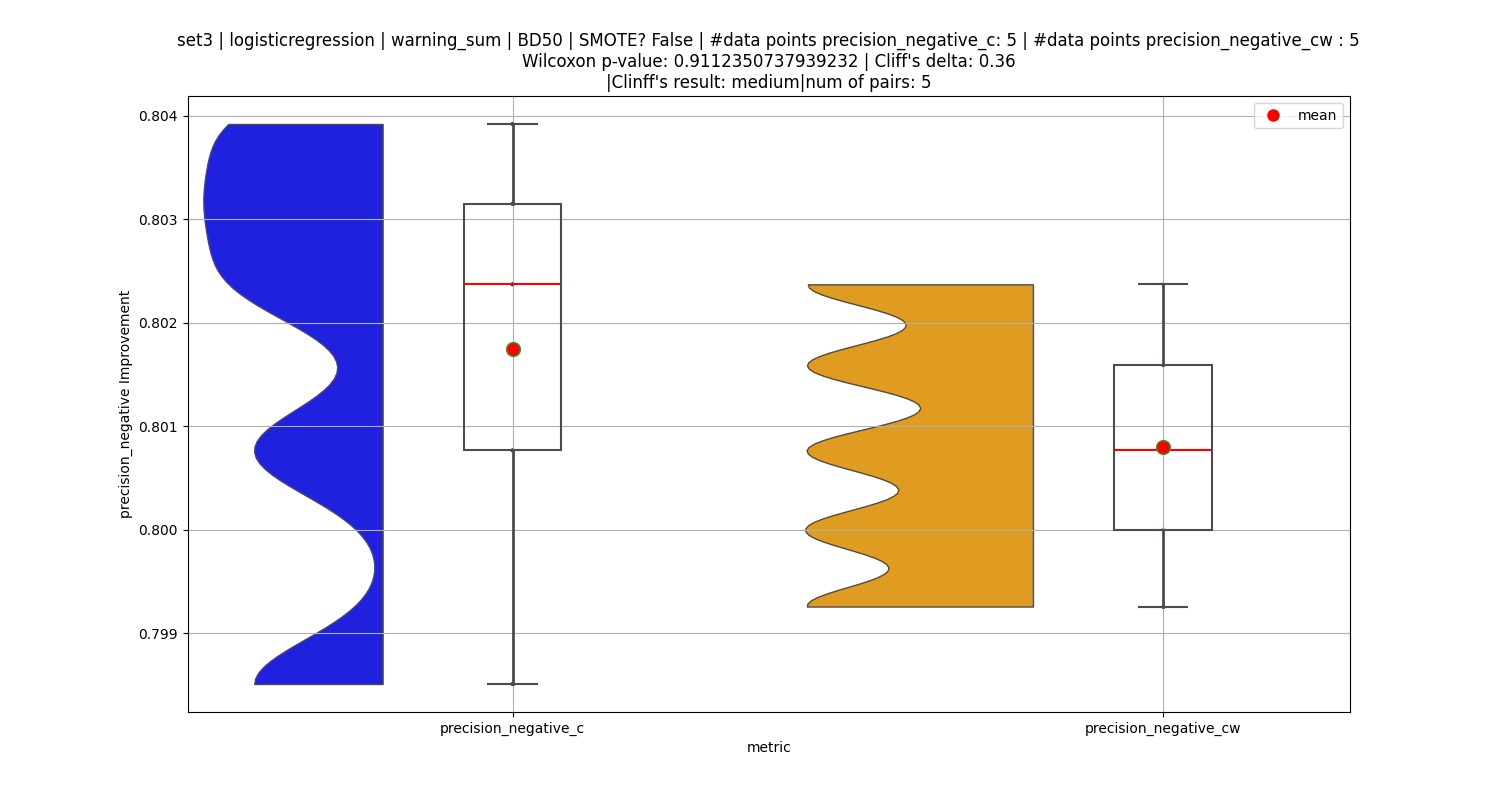 set3 | logisticregression | warning_sum | BD50 | SMOTE? False | #data points precision_negative_c: 5 | #data points precision_negative_cw : 5
Wilcoxon p-value: 0.9112350737939232 | Cliff's delta: 0.36
|Clinff's result: medium|num of pairs: 5
mean
0.804
0.803
0.802
0.801
0.800
0.799
precision_negative Improvement
precision_negative_c
precision_negative_cw
metric